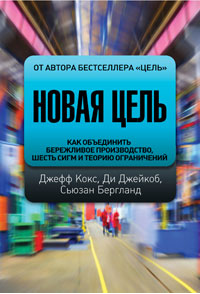 ОТ АВТОРА БЕСТСЕЛЛЕРА «ЦЕЛЬ»
НОВАЯ ЦЕЛЬ
КАК ОБЪЕДИНИТЬ
БЕРЕЖЛИВОЕ ПРОИЗВОДСТВО,
ШЕСТЬ СИГМ И ТЕОРИЮ ОГРАНИЧЕНИЙ
Джефф Кокс, Ди Джейкоб,
Сьюзан Бергланд